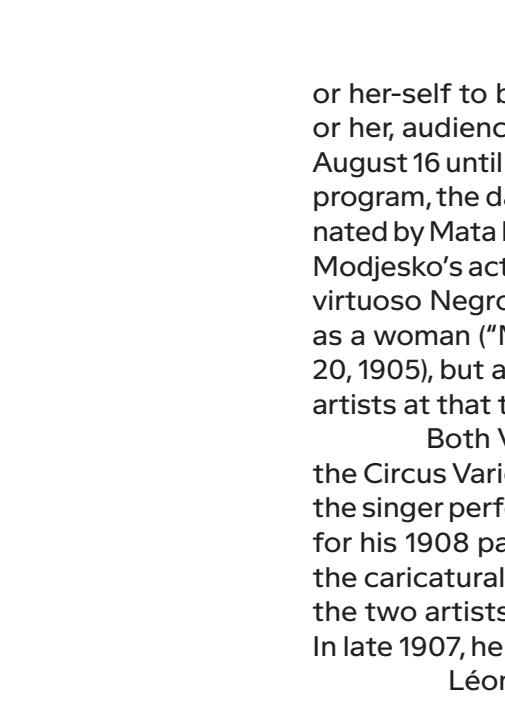 or her-self to
or her, audienc
August 16 until
program, the
nated by Mata
Modjesko’s act
virtuoso Negro
as a woman (“
20, 1905), but a
artists at that
Both
the Circus Vari
the singer perf
for his 1908 pa
the caricatural
the two artists
In late 1907, he
Léon